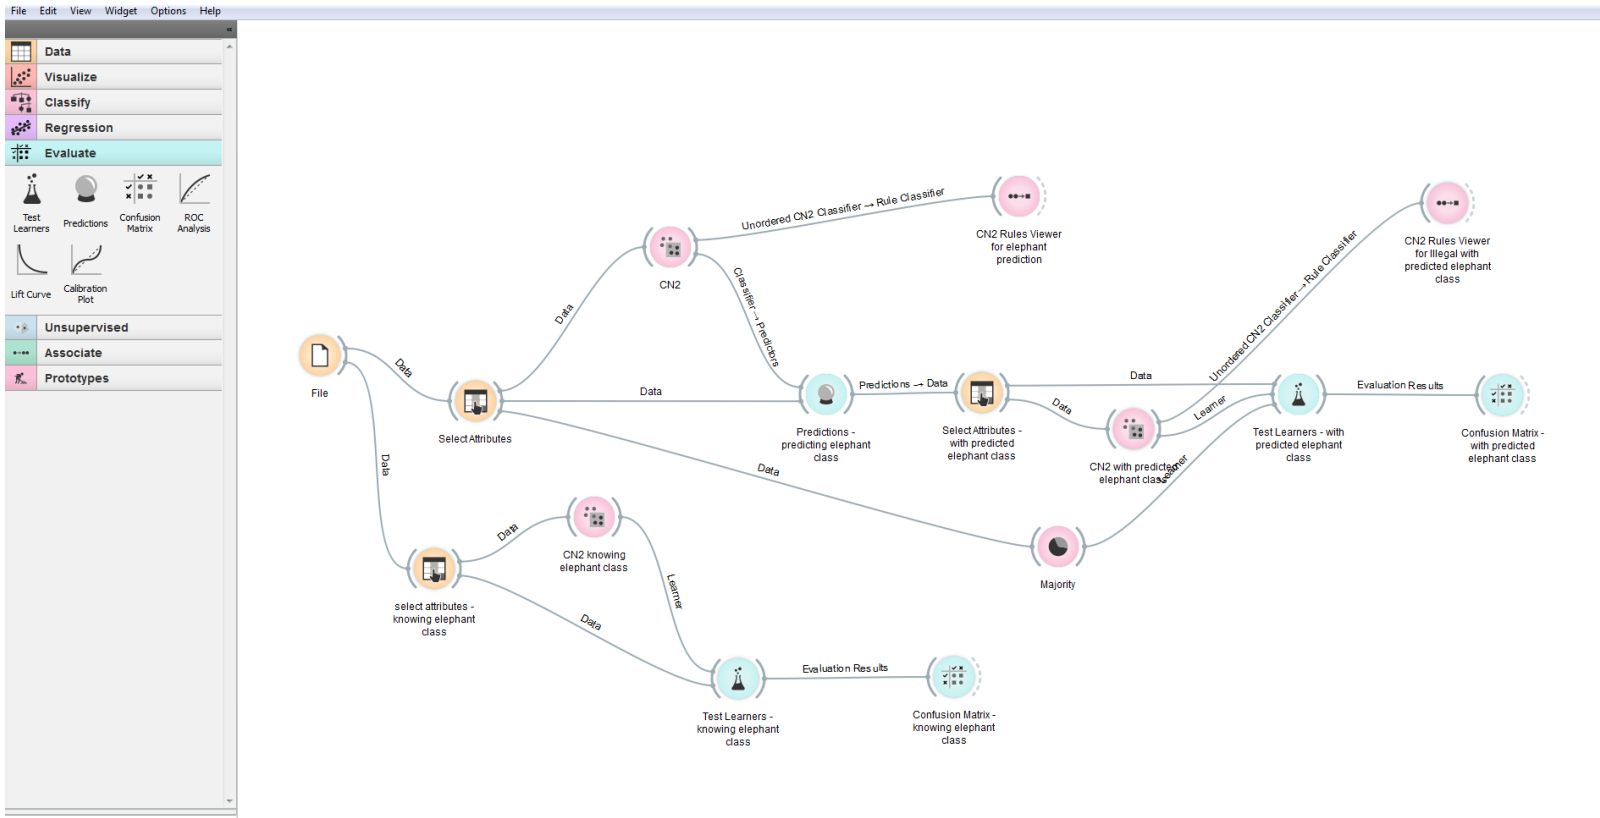 File Edit View Widget Options Help
«
Data
Visualize
Classify
Regression
Evaluate
Test
Learners
Predictions
Confusion
Matrix
ROC
Analysis
Lift Curve
Calibration
Plot
Unsupervised
Associate
Prototypes
File
Data
Data
Select Attributes
Data
Data
Data
CN2
Unordered CN2 Classifier → Rule Classifier
Classifier → Predictors
CN2 Rules Viewer
for elephant
prediction
Predictions -
predicting elephant
class
Predictions → Data
Select Attributes -
with predicted
elephant class
Data
Data
CN2 with predicted
elephant class
Unordered CN2 Classifier → Rule Classifier
Learner
Learner
CN2 Rules Viewer
for Illegal with
predicted elephant
class
Test Learners - with
predicted elephant
class
Evaluation Results
Confusion Matrix -
with predicted
elephant class
Majority
select attributes -
knowing elephant
class
Data
Data
CN2 knowing
elephant class
Learner
Test Learners -
knowing elephant
class
Evaluation Results
Confusion Matrix -
knowing elephant
class